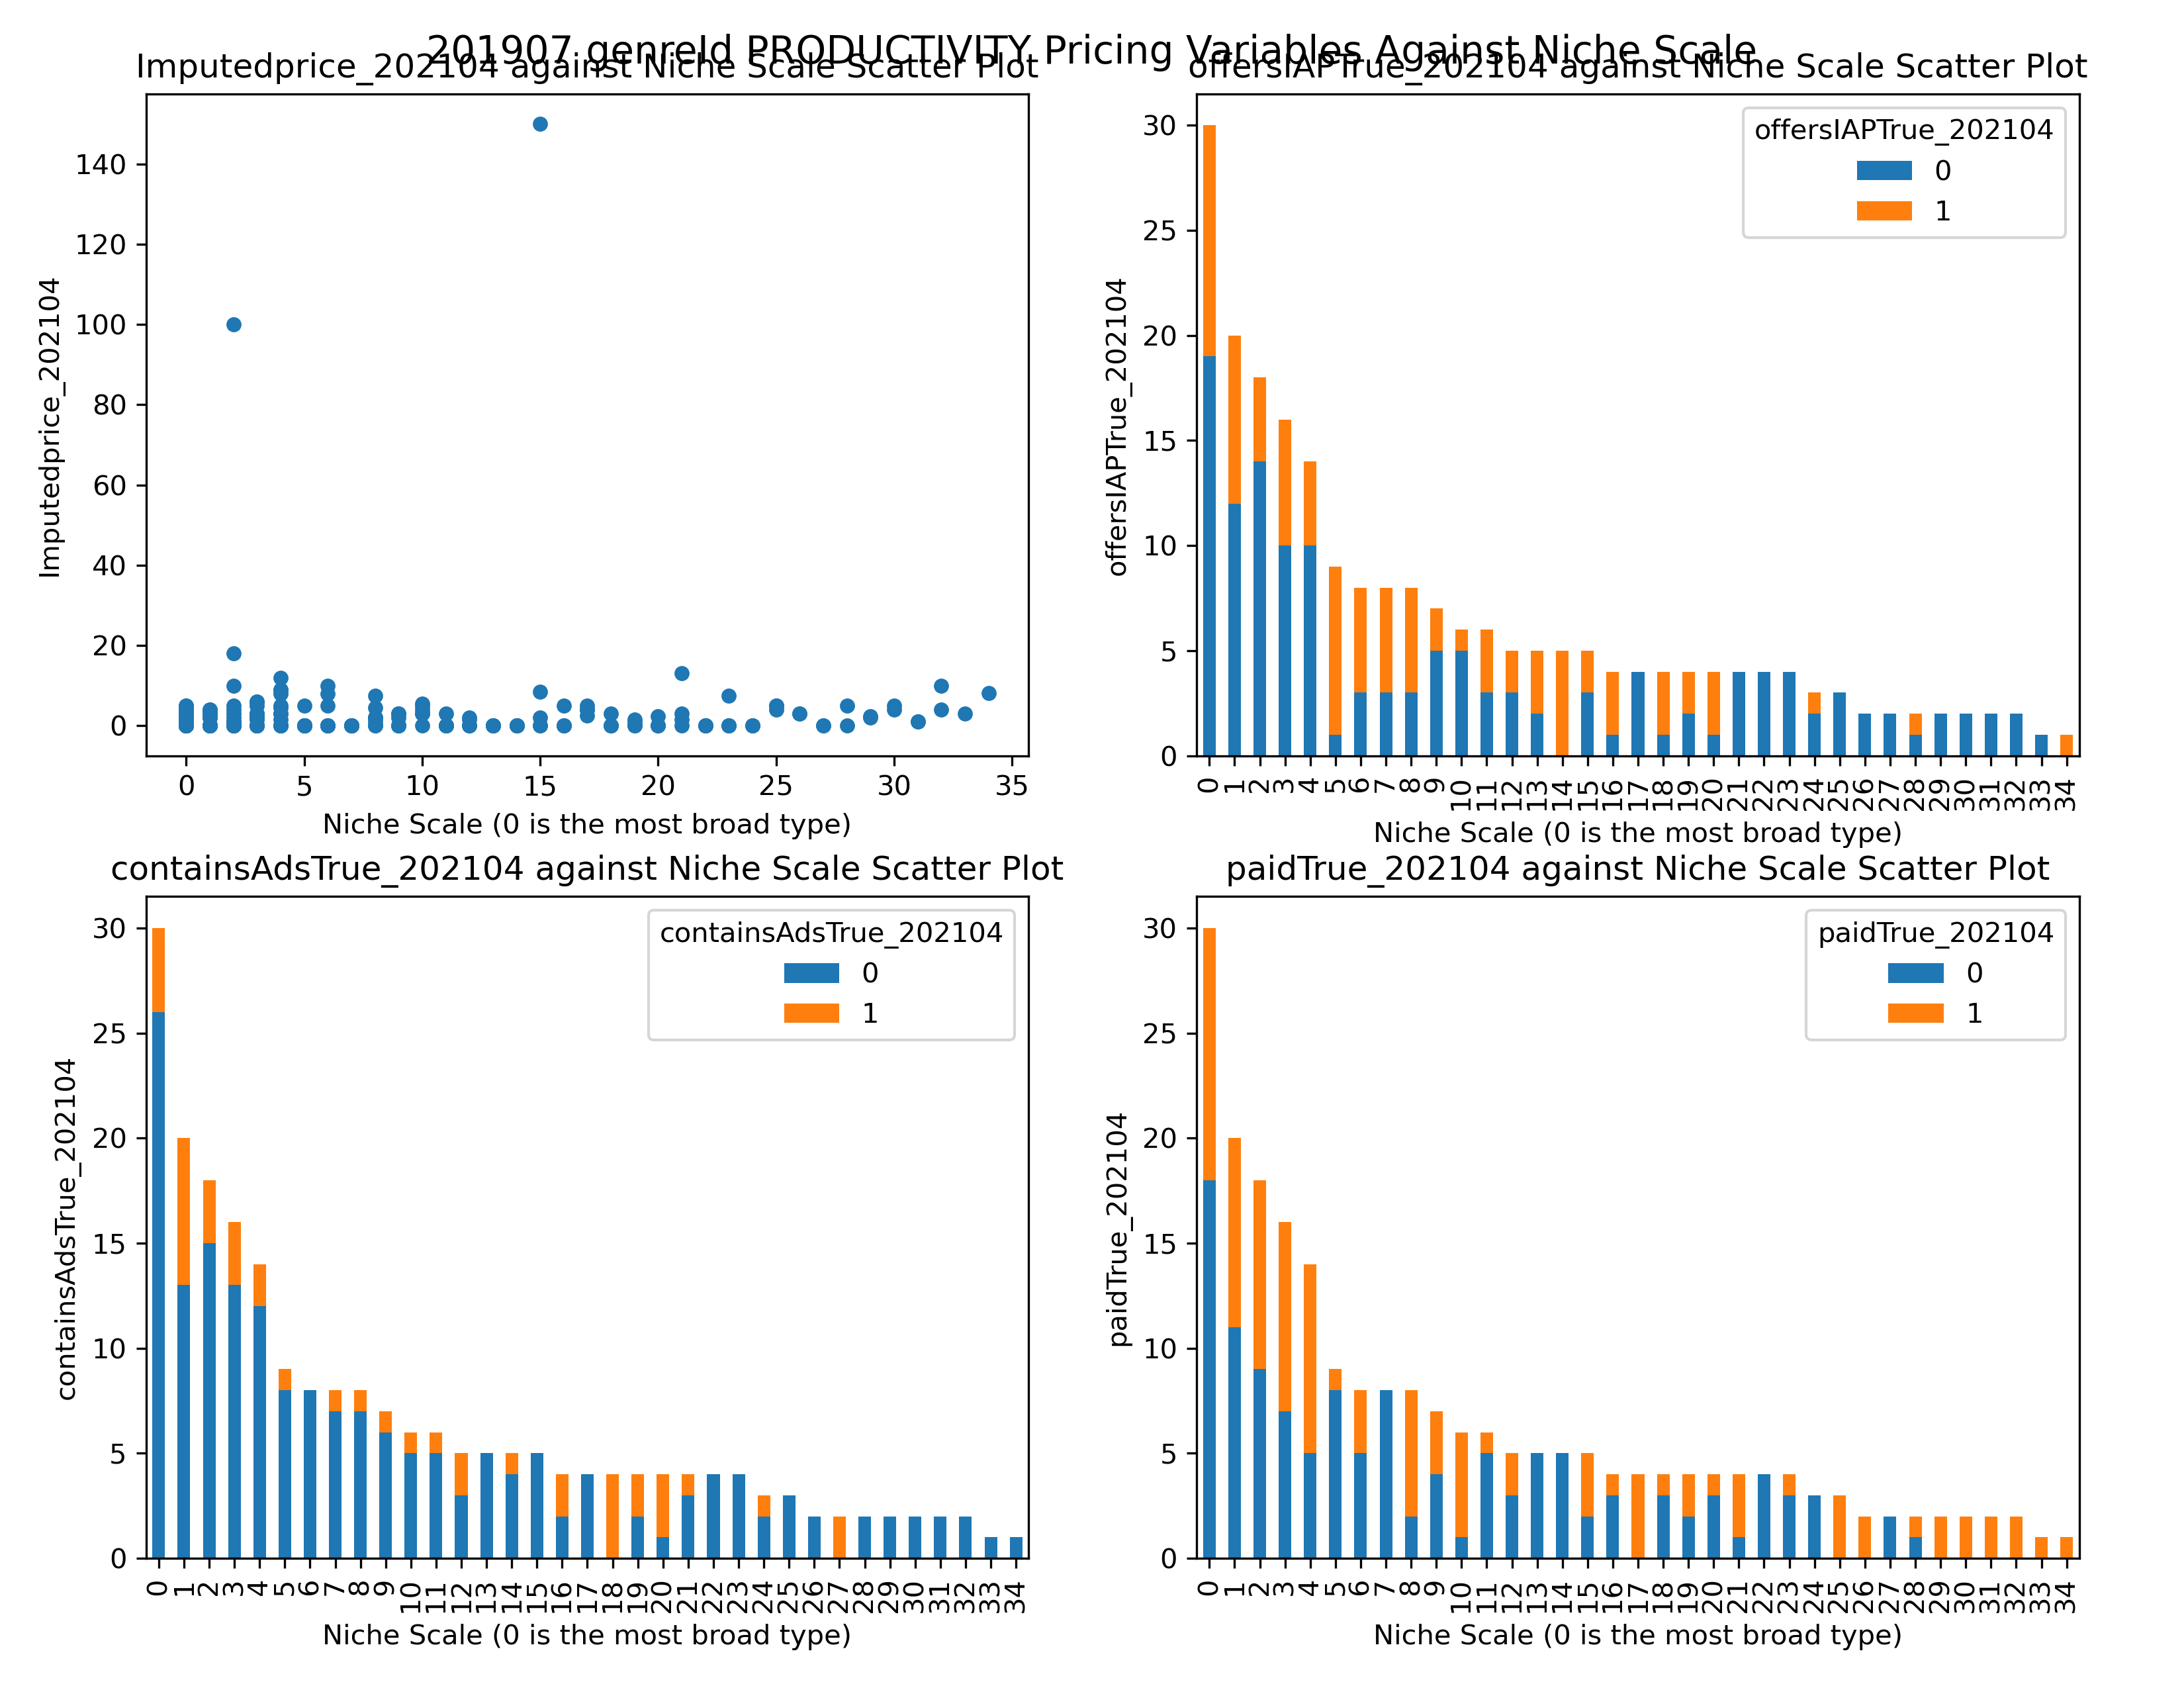 201907 genreId PRODUCTIVITY Pricing Variables Against Niche Scale
Imputedprice_202104 against Niche Scale Scatter Plot
Imputedprice_202104
140
120
100
80
60
40
20
0
0 5 10 15 20 25 30 35
Niche Scale (0 is the most broad type)
offersIAPTrue_202104 against Niche Scale Scatter Plot
offersIAPTrue_202104
30
25
20
15
10
5
0
offersIAPTrue_202104
0
1
0 1 2 3 4 5 6 7 8 9 10 11 12 13 14 15 16 17 18 19 20 21 22 23 24 25 26 27 28 29 30 31 32 33 34
Niche Scale (0 is the most broad type)
containsAdsTrue_202104 against Niche Scale Scatter Plot
containsAdsTrue_202104
30
25
20
15
10
5
0
containsAdsTrue_202104
0
1
0 1 2 3 4 5 6 7 8 9 10 11 12 13 14 15 16 17 18 19 20 21 22 23 24 25 26 27 28 29 30 31 32 33 34
Niche Scale (0 is the most broad type)
paidTrue_202104 against Niche Scale Scatter Plot
paidTrue_202104
30
25
20
15
10
5
0
paidTrue_202104
0
1
0 1 2 3 4 5 6 7 8 9 10 11 12 13 14 15 16 17 18 19 20 21 22 23 24 25 26 27 28 29 30 31 32 33 34
Niche Scale (0 is the most broad type)